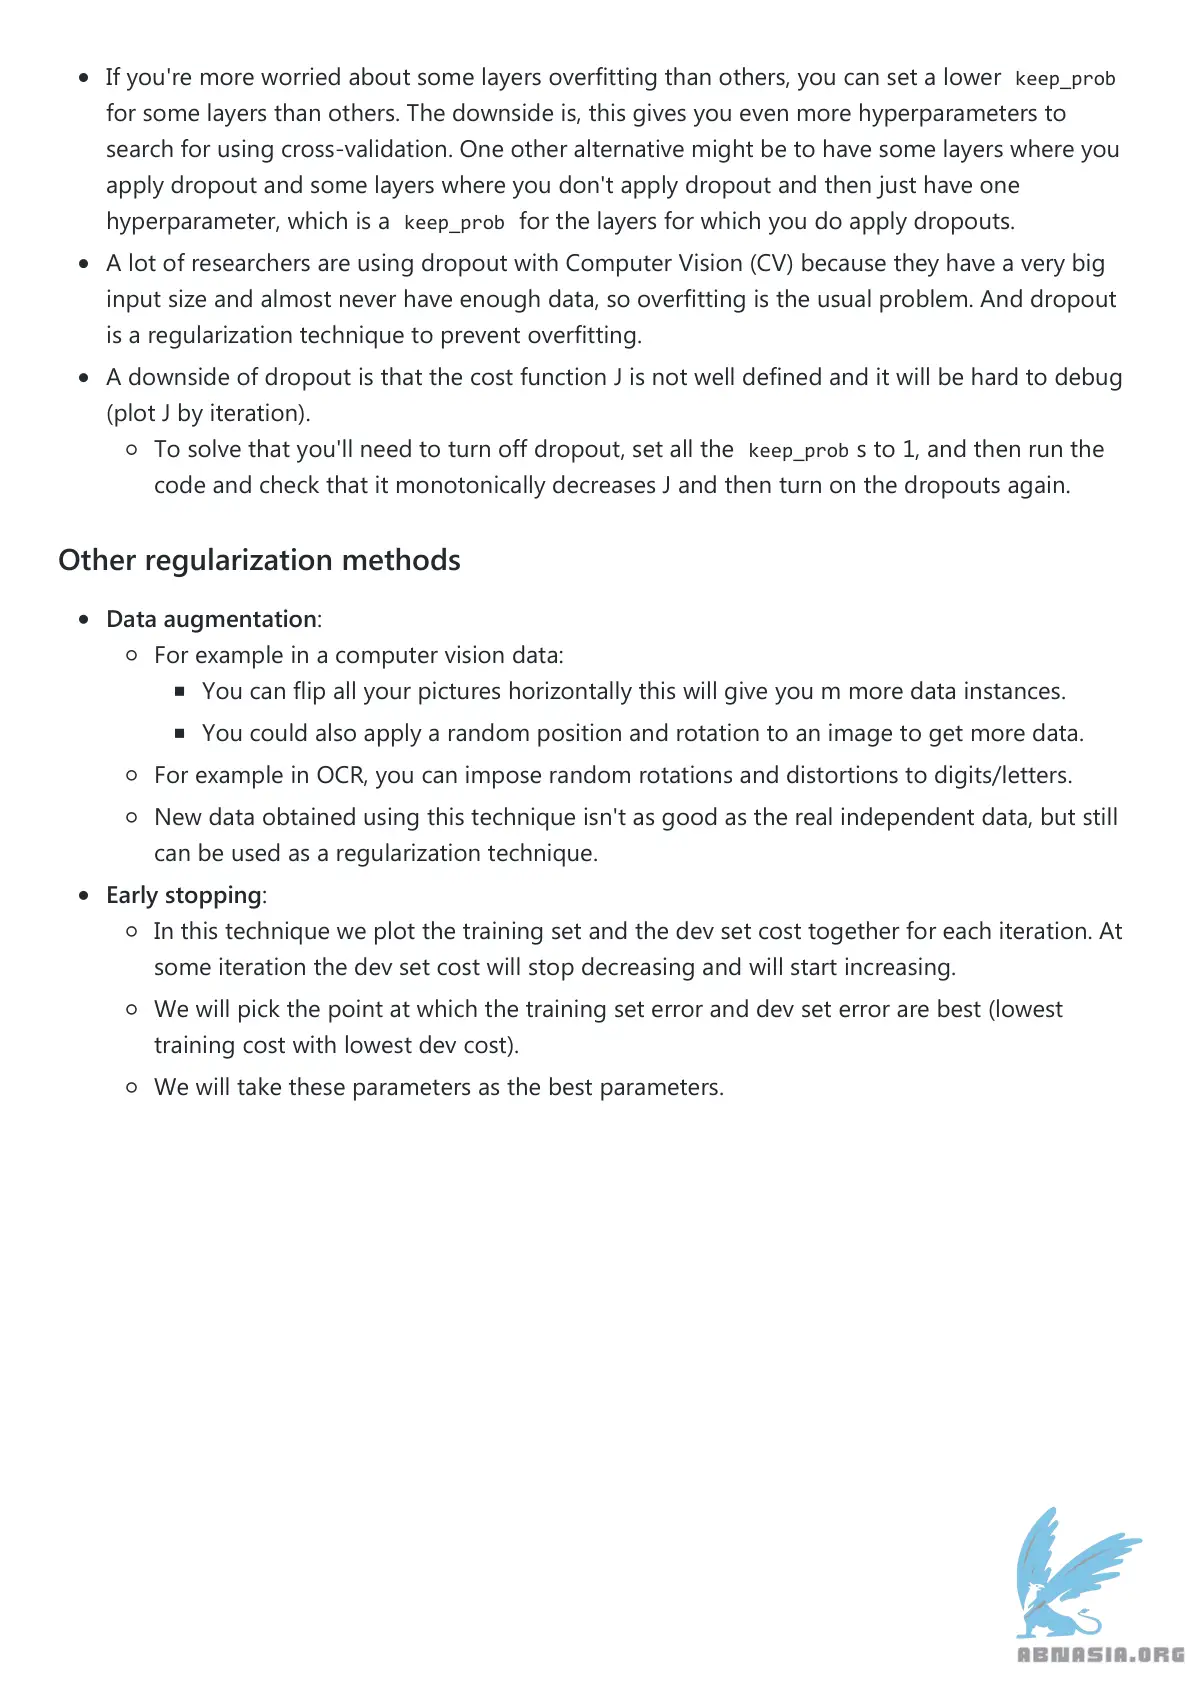 If you're more worried about some layers overfitting than others, you can set a lower keep_prob
for some layers than others. The downside is, this gives you even more hyperparameters to
search for using cross-validation. One other alternative might be to have some layers where you
apply dropout and some layers where you don't apply dropout and then just have one
hyperparameter, which is a keep_prob for the layers for which you do apply dropouts.
A lot of researchers are using dropout with Computer Vision (CV) because they have a very big
input size and almost never have enough data, so overfitting is the usual problem. And dropout
is a regularization technique to prevent overfitting.
A downside of dropout is that the cost function J is not well defined and it will be hard to debug
(plot J by iteration).
To solve that you'll need to turn off dropout, set all the keep_prob s to 1, and then run the
code and check that it monotonically decreases J and then turn on the dropouts again.
Other regularization methods
Data augmentation:
For example in a computer vision data:
You can flip all your pictures horizontally this will give you m more data instances.
You could also apply a random position and rotation to an image to get more data.
For example in OCR, you can impose random rotations and distortions to digits/letters.
New data obtained using this technique isn't as good as the real independent data, but still
can be used as a regularization technique.
Early stopping:
In this technique we plot the training set and the dev set cost together for each iteration. At
some iteration the dev set cost will stop decreasing and will start increasing.
We will pick the point at which the training set error and dev set error are best (lowest
training cost with lowest dev cost).
We will take these parameters as the best parameters.
ABNASIA.ORG